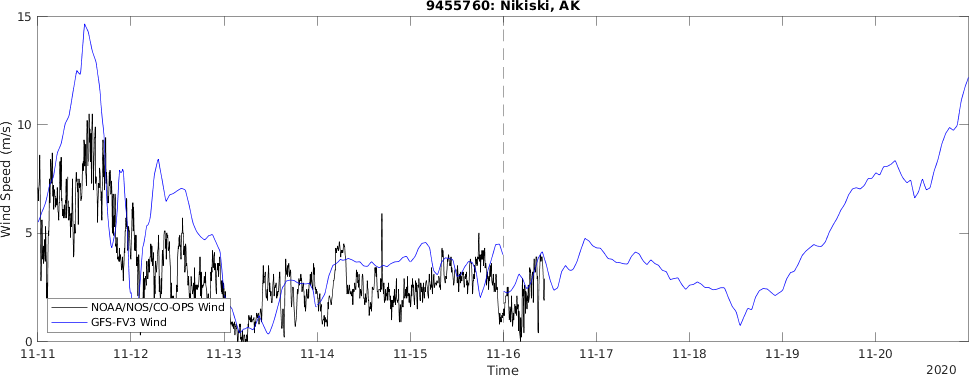 9455760: Nikiski, AK
15
10
5
0
Wind Speed (m/s)
NOAA/NOS/CO-OPS Wind
GFS-FV3 Wind
11-11 11-12 11-13 11-14 11-15 11-16 11-17 11-18 11-19 11-20
Time
2020